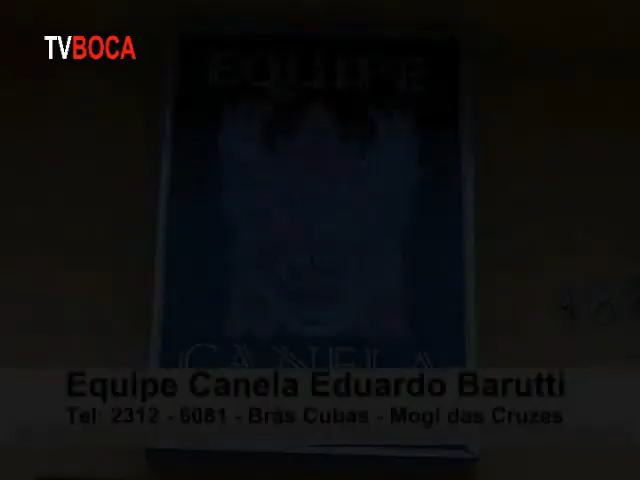 TVBOCA
EQUIPE
CANELA
Equipe Canela Eduardo Barutti
Tel: 2312 - 6081 - Brás Cubas - Mogi das Cruzes